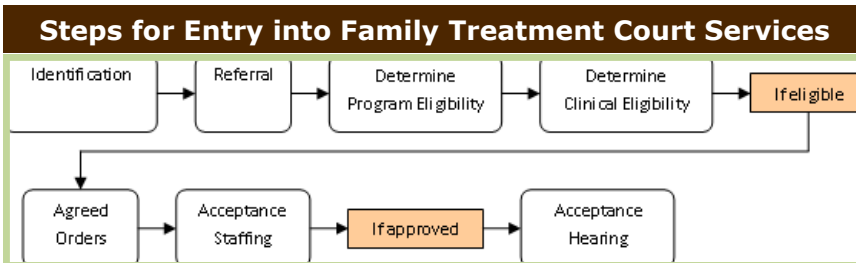 Steps for Entry into Family Treatment Court Services
Identification
Referral
Determine
Program Eligibility
Determine
Clinical Eligibility
If eligible
Agreed
Orders
Acceptance
Staffing
If approved
Acceptance
Hearing